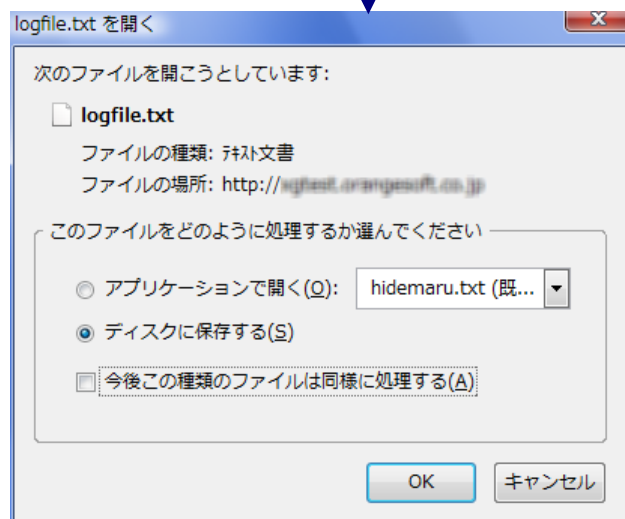 logfile.txt を開く
次のファイルを開こうとしています:
logfile.txt
ファイルの種類: テキスト文書
ファイルの場所: http://
このファイルをどのように処理するか選んでください
アプリケーションで開く(O): hidemaru.txt (既...
ディスクに保存する(S)
今後この種類のファイルは同様に処理する(A)
OK キャンセル